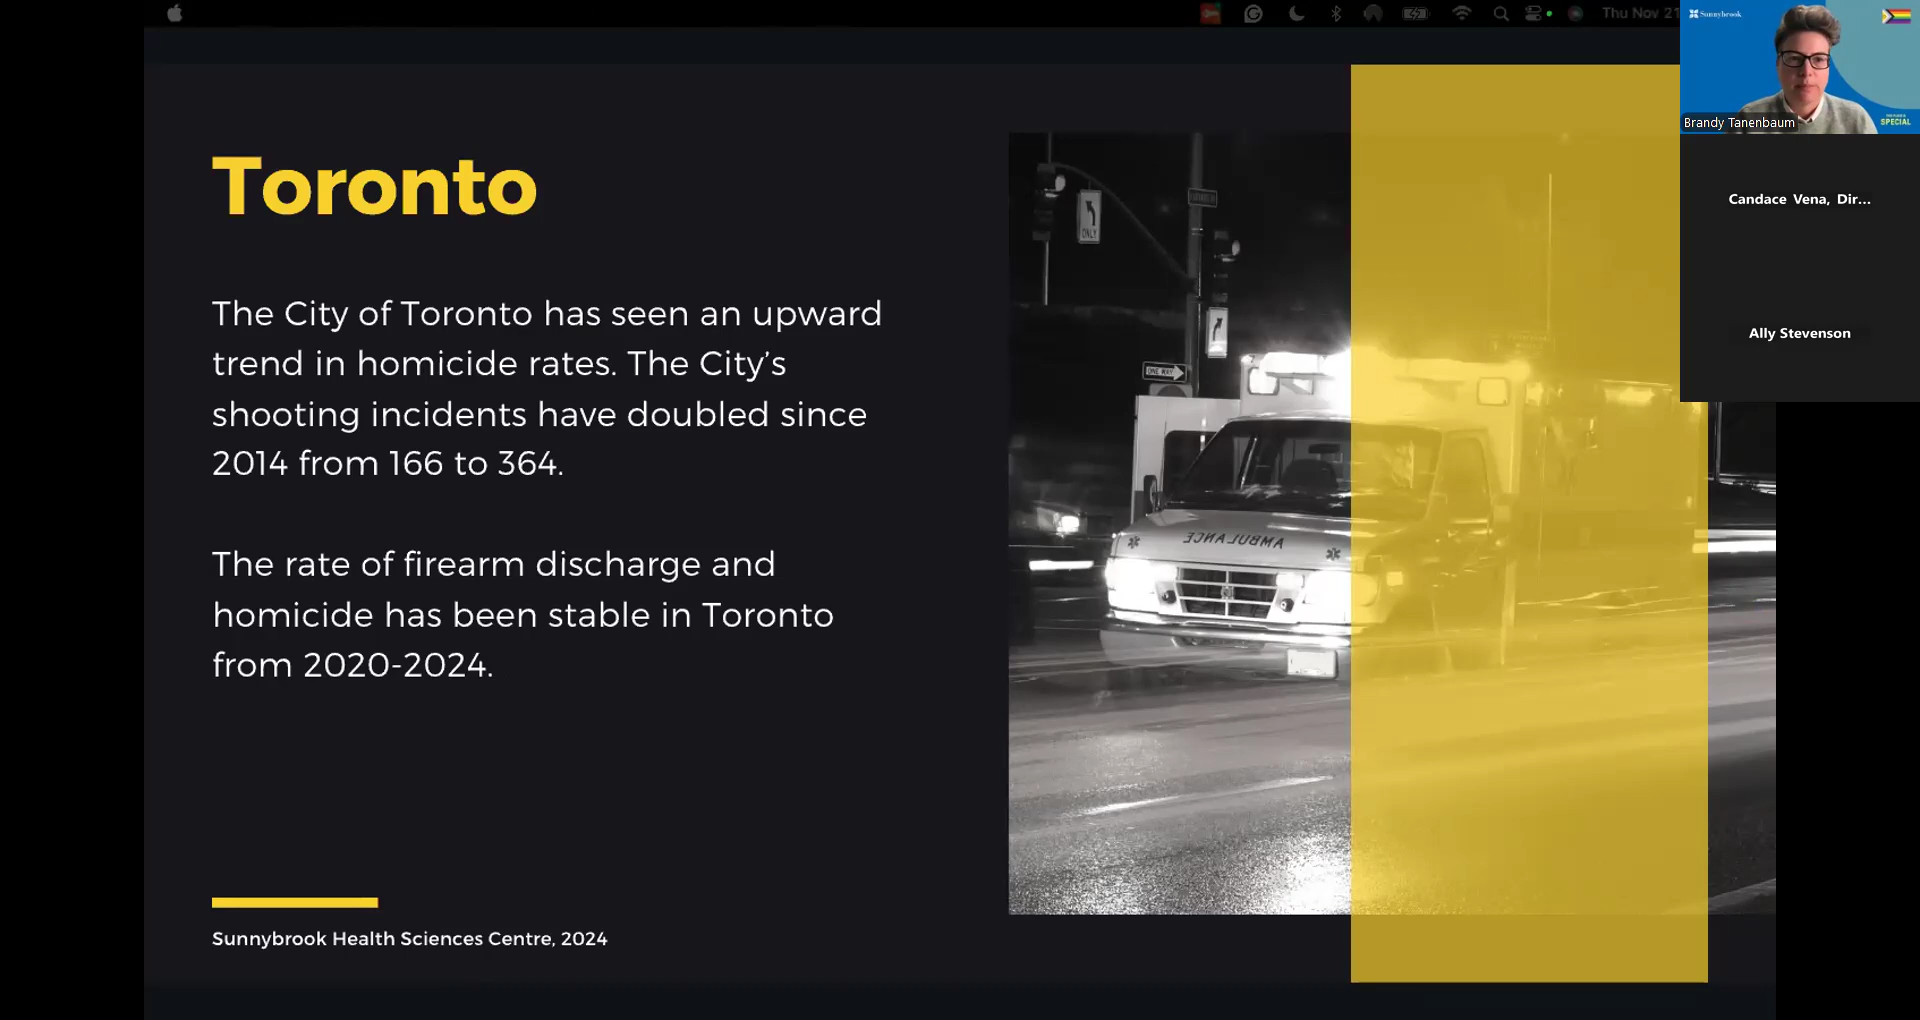 Thu Nov 21
Sunnybrook
SPECIAL
Brandy Tanenbaum
Candace Vena, Dir...
Ally Stevenson
Toronto
The City of Toronto has seen an upward
trend in homicide rates. The City’s
shooting incidents have doubled since
2014 from 166 to 364.
The rate of firearm discharge and
homicide has been stable in Toronto
from 2020-2024.
ONLY
ONE WAY
AMBULANCE
Sunnybrook Health Sciences Centre, 2024